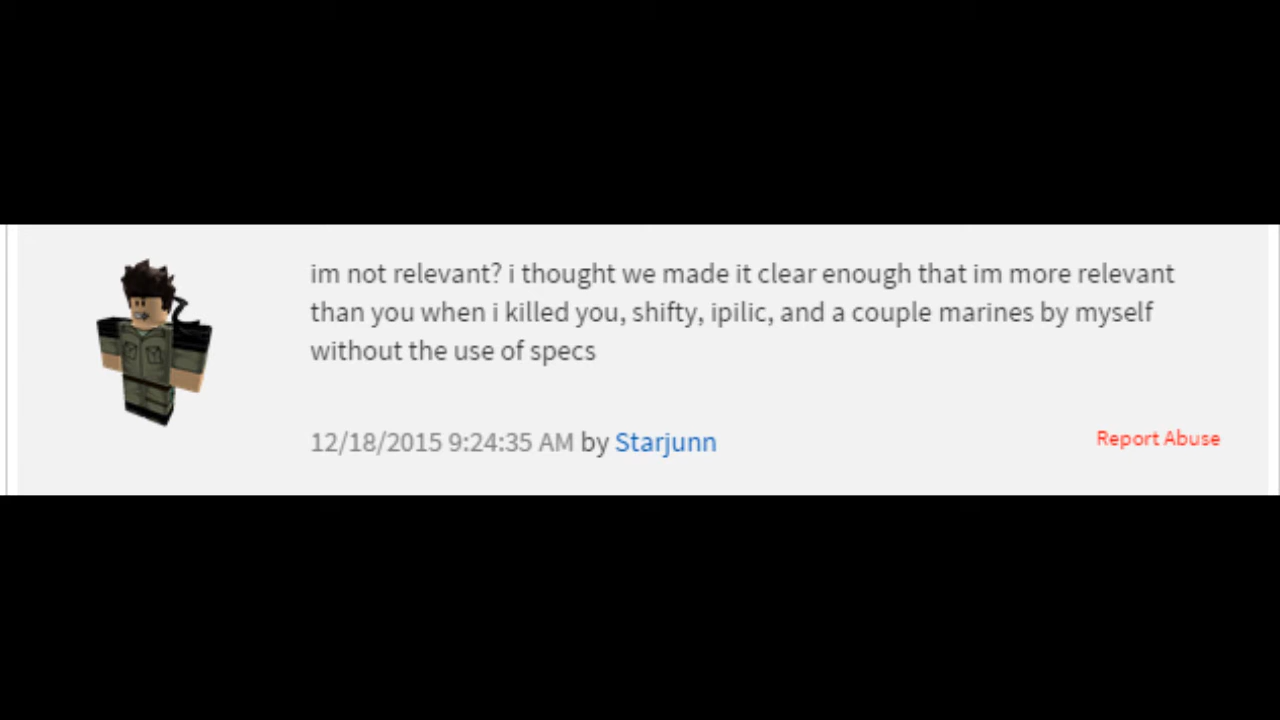 im not relevant? i thought we made it clear enough that im more relevant
than you when i killed you, shifty, ipilic, and a couple marines by myself
without the use of specs
12/18/2015 9:24:35 AM by Starjunn
Report Abuse